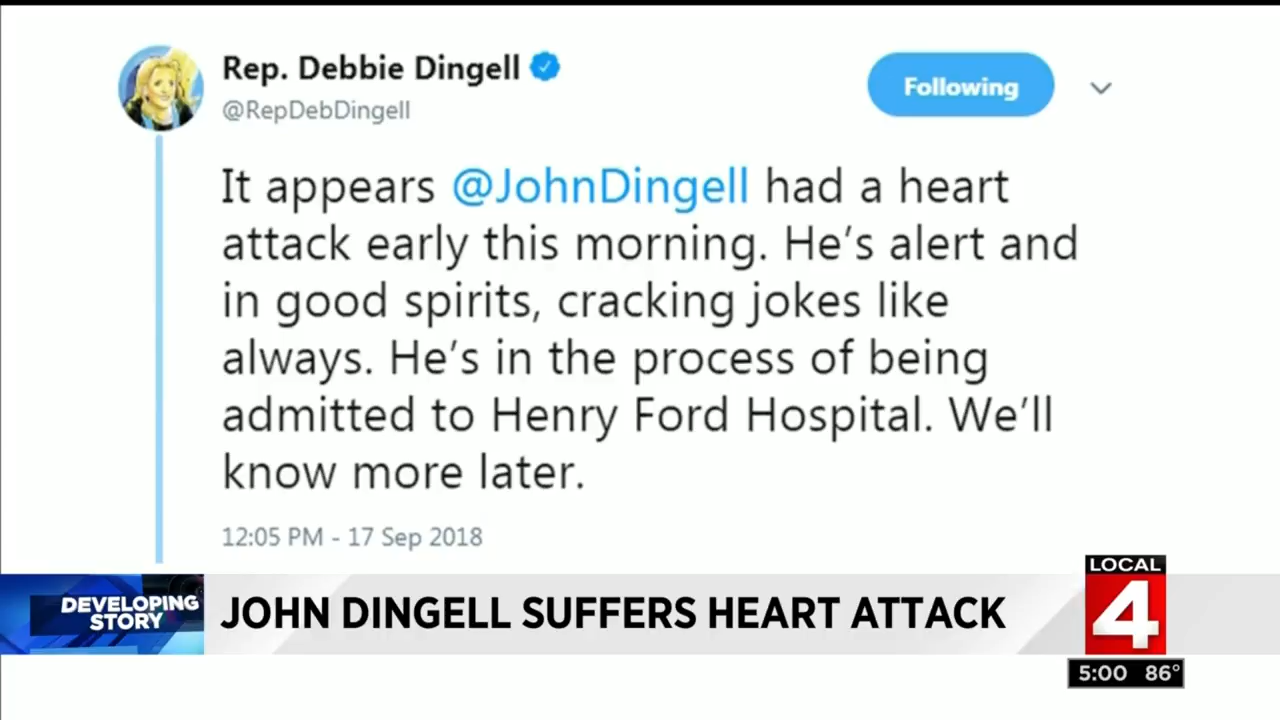 Rep. Debbie Dingell
@RepDebDingell
Following
It appears @JohnDingell had a heart
attack early this morning. He’s alert and
in good spirits, cracking jokes like
always. He’s in the process of being
admitted to Henry Ford Hospital. We’ll
know more later.
12:05 PM - 17 Sep 2018
DEVELOPING
STORY
JOHN DINGELL SUFFERS HEART ATTACK
LOCAL
4
5:00 86°